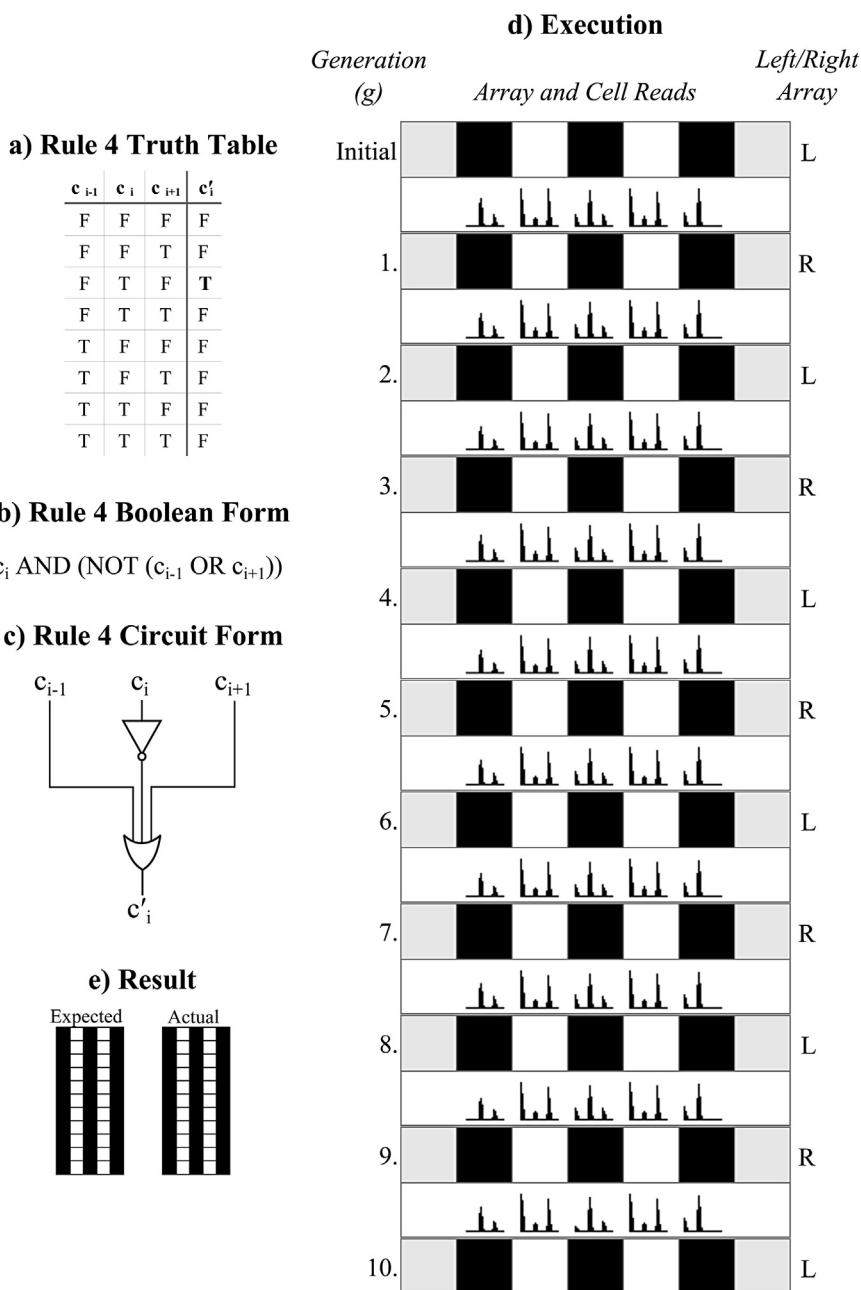 d) Execution
Generation (g)
Array and Cell Reads
Left/Right Array
Initial L
1. R
2. L
3. R
4. L
5. R
6. L
7. R
8. L
9. R
10. L
a) Rule 4 Truth Table
c i-1 c i c i+1 c′i
F F F F
F F T F
F T F T
F T T F
T F F F
T F T F
T T F F
T T T F
b) Rule 4 Boolean Form
ci AND (NOT (ci-1 OR ci+1))
c) Rule 4 Circuit Form
ci-1 ci ci+1
c′i
e) Result
Expected Actual